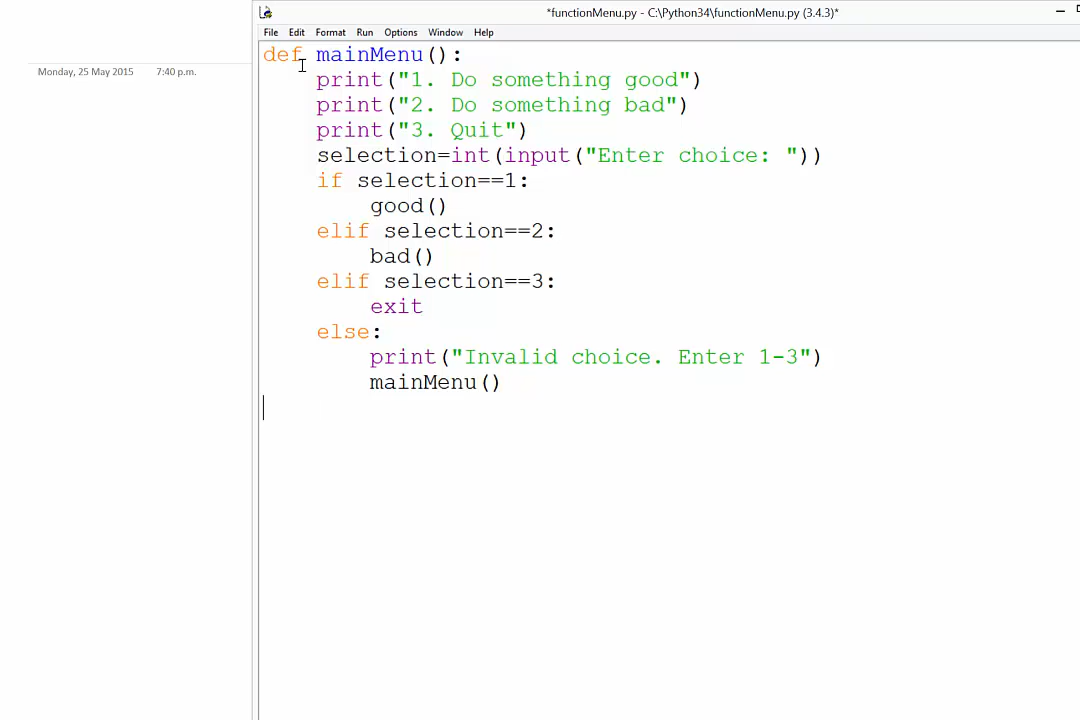 *functionMenu.py - C:\Python34\functionMenu.py (3.4.3)*
File Edit Format Run Options Window Help
Monday, 25 May 2015 7:40 p.m.
def mainMenu():
    print("1. Do something good")
    print("2. Do something bad")
    print("3. Quit")
    selection=int(input("Enter choice: "))
    if selection==1:
        good()
    elif selection==2:
        bad()
    elif selection==3:
        exit
    else:
        print("Invalid choice. Enter 1-3")
        mainMenu()